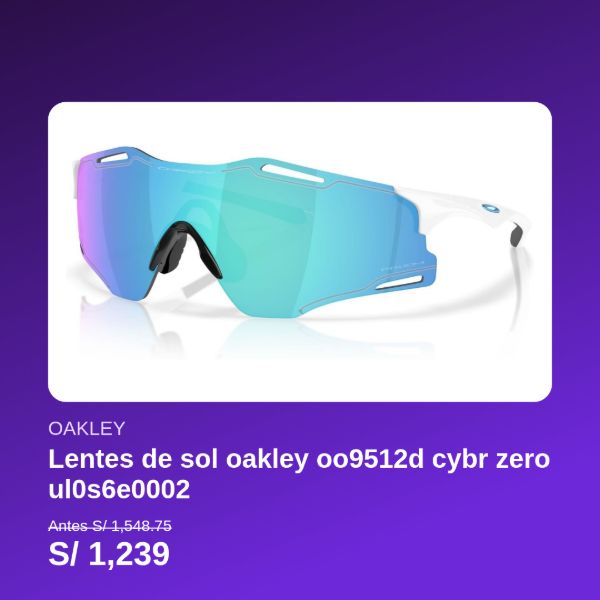 OAKLEY
Lentes de sol oakley oo9512d cybr zero
ul0s6e0002
Antes S/ 1,548.75
S/ 1,239